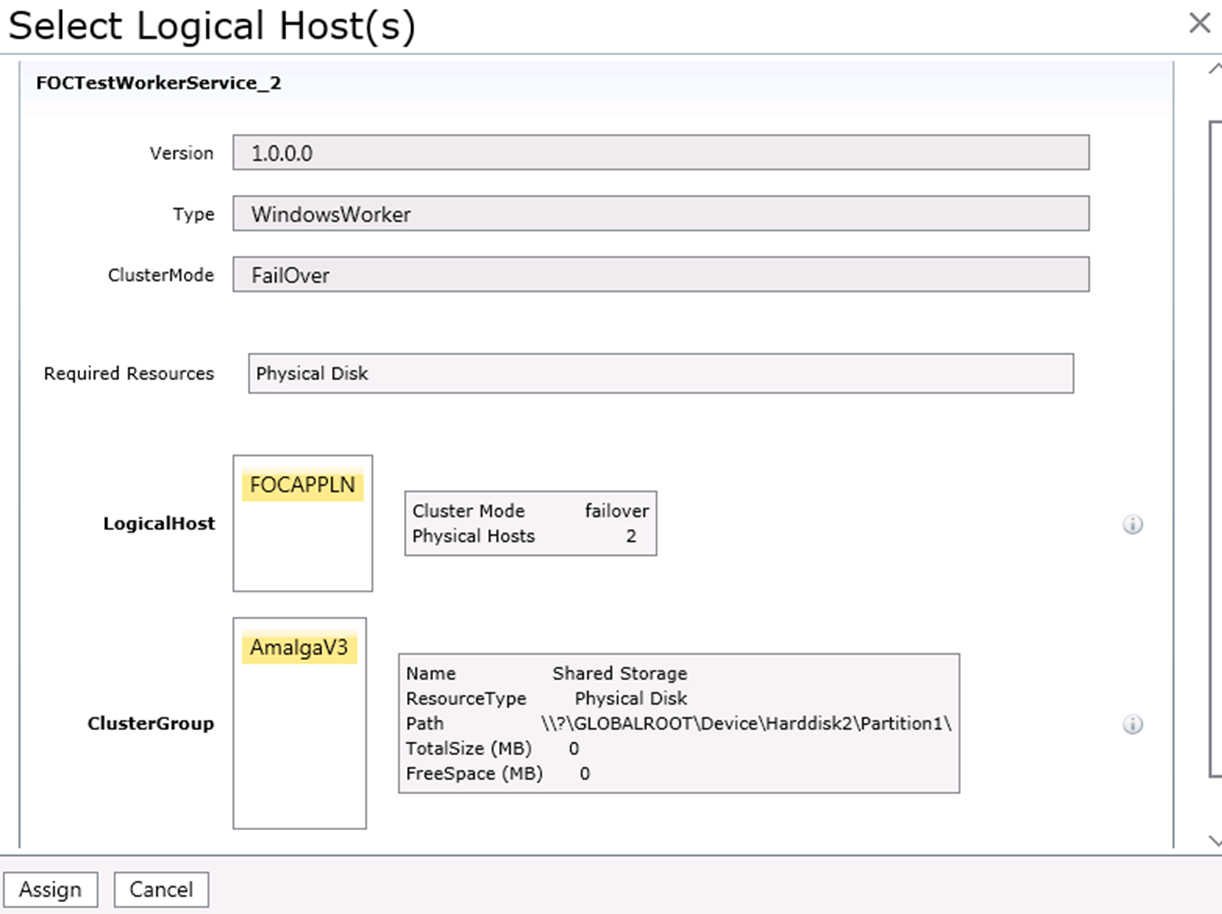 Select Logical Host(s)
FOCTestWorkerService_2
Version 1.0.0.0
Type WindowsWorker
ClusterMode FailOver
Required Resources Physical Disk
LogicalHost FOCAPPLN
Cluster Mode failover
Physical Hosts 2
ClusterGroup AmalgaV3
Name Shared Storage
ResourceType Physical Disk
Path \\?\GLOBALROOT\Device\Harddisk2\Partition1\
TotalSize (MB) 0
FreeSpace (MB) 0
Assign Cancel